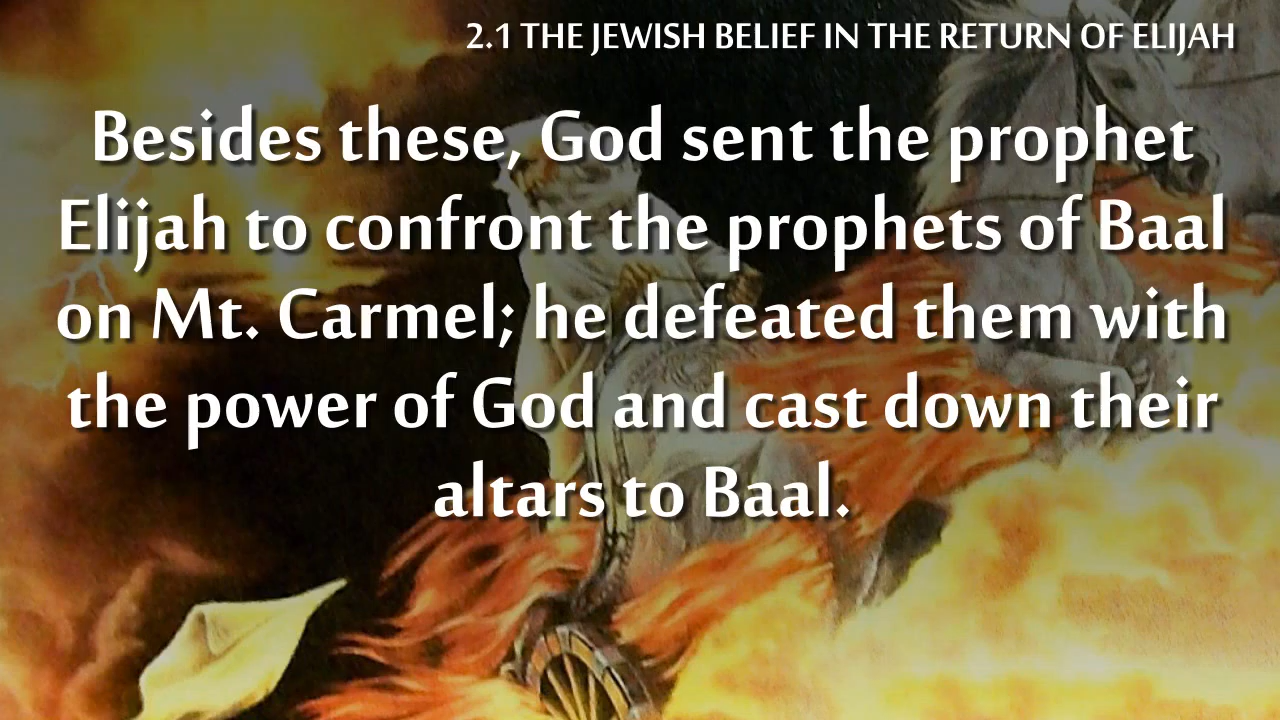 2.1 THE JEWISH BELIEF IN THE RETURN OF ELIJAH
Besides these, God sent the prophet
Elijah to confront the prophets of Baal
on Mt. Carmel; he defeated them with
the power of God and cast down their
altars to Baal.